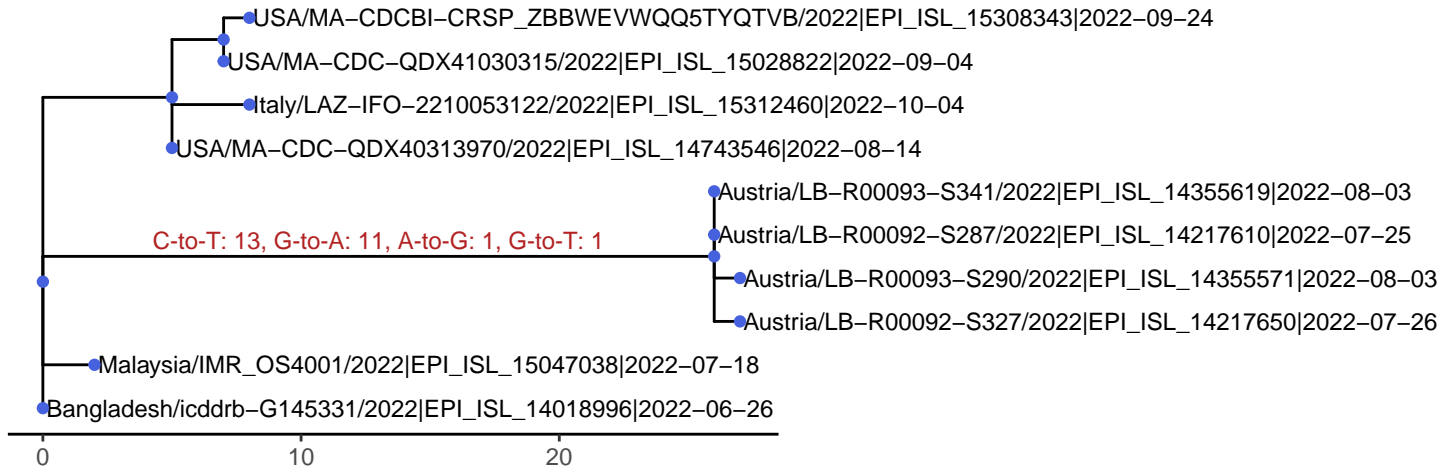 USA/MA−CDCBI−CRSP_ZBBWEVWQQ5TYQTVB/2022|EPI_ISL_15308343|2022−09−24
USA/MA−CDC−QDX41030315/2022|EPI_ISL_15028822|2022−09−04
Italy/LAZ−IFO−2210053122/2022|EPI_ISL_15312460|2022−10−04
USA/MA−CDC−QDX40313970/2022|EPI_ISL_14743546|2022−08−14
Austria/LB−R00093−S341/2022|EPI_ISL_14355619|2022−08−03
Austria/LB−R00092−S287/2022|EPI_ISL_14217610|2022−07−25
C-to-T: 13, G-to-A: 11, A-to-G: 1, G-to-T: 1
Austria/LB−R00093−S290/2022|EPI_ISL_14355571|2022−08−03
Austria/LB−R00092−S327/2022|EPI_ISL_14217650|2022−07−26
Malaysia/IMR_OS4001/2022|EPI_ISL_15047038|2022−07−18
Bangladesh/icddrb−G145331/2022|EPI_ISL_14018996|2022−06−26
0 10 20